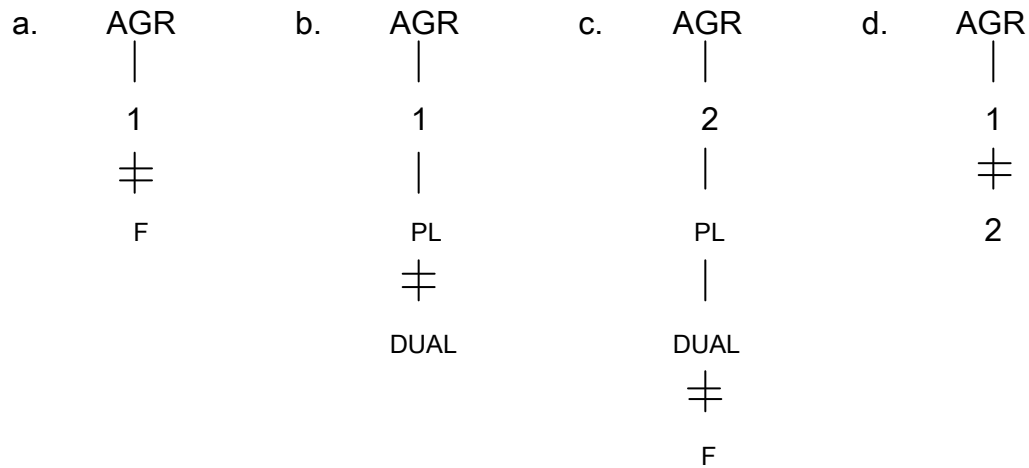 a. AGR b. AGR c. AGR d. AGR
1 1 2 1
F PL PL 2
DUAL DUAL
F